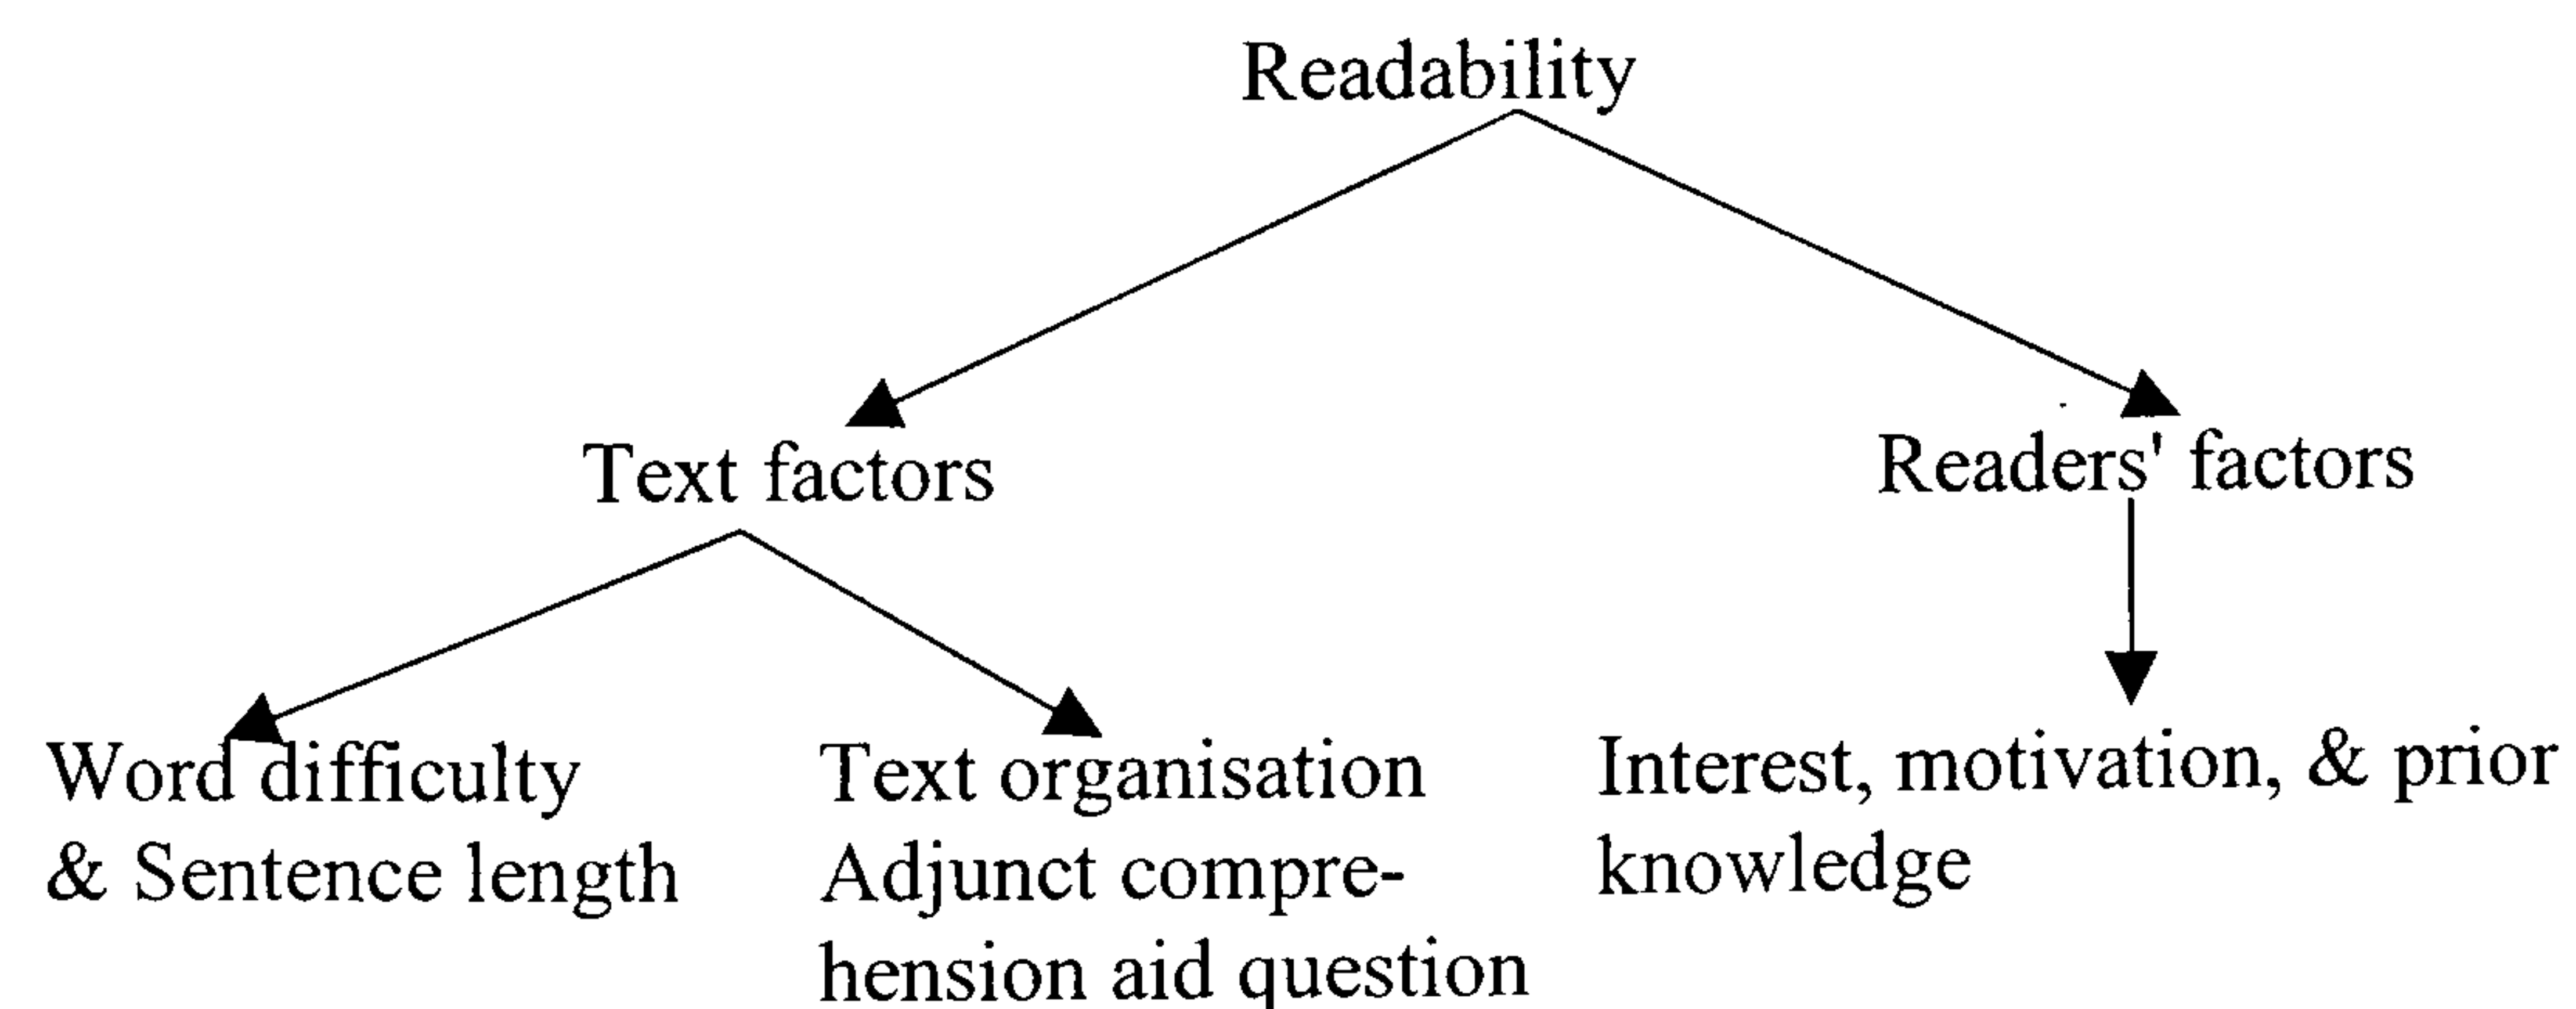 Readability
Text factors
Readers' factors
Word difficulty
& Sentence length
Text organisation
Adjunct compre-
hension aid question
Interest, motivation, & prior
knowledge